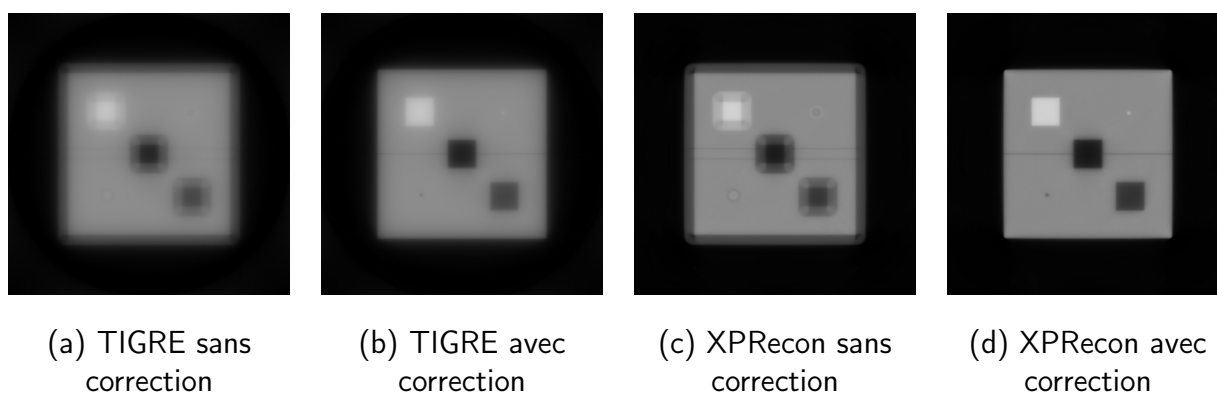 (a) TIGRE sans
correction
(b) TIGRE avec
correction
(c) XPRecon sans
correction
(d) XPRecon avec
correction